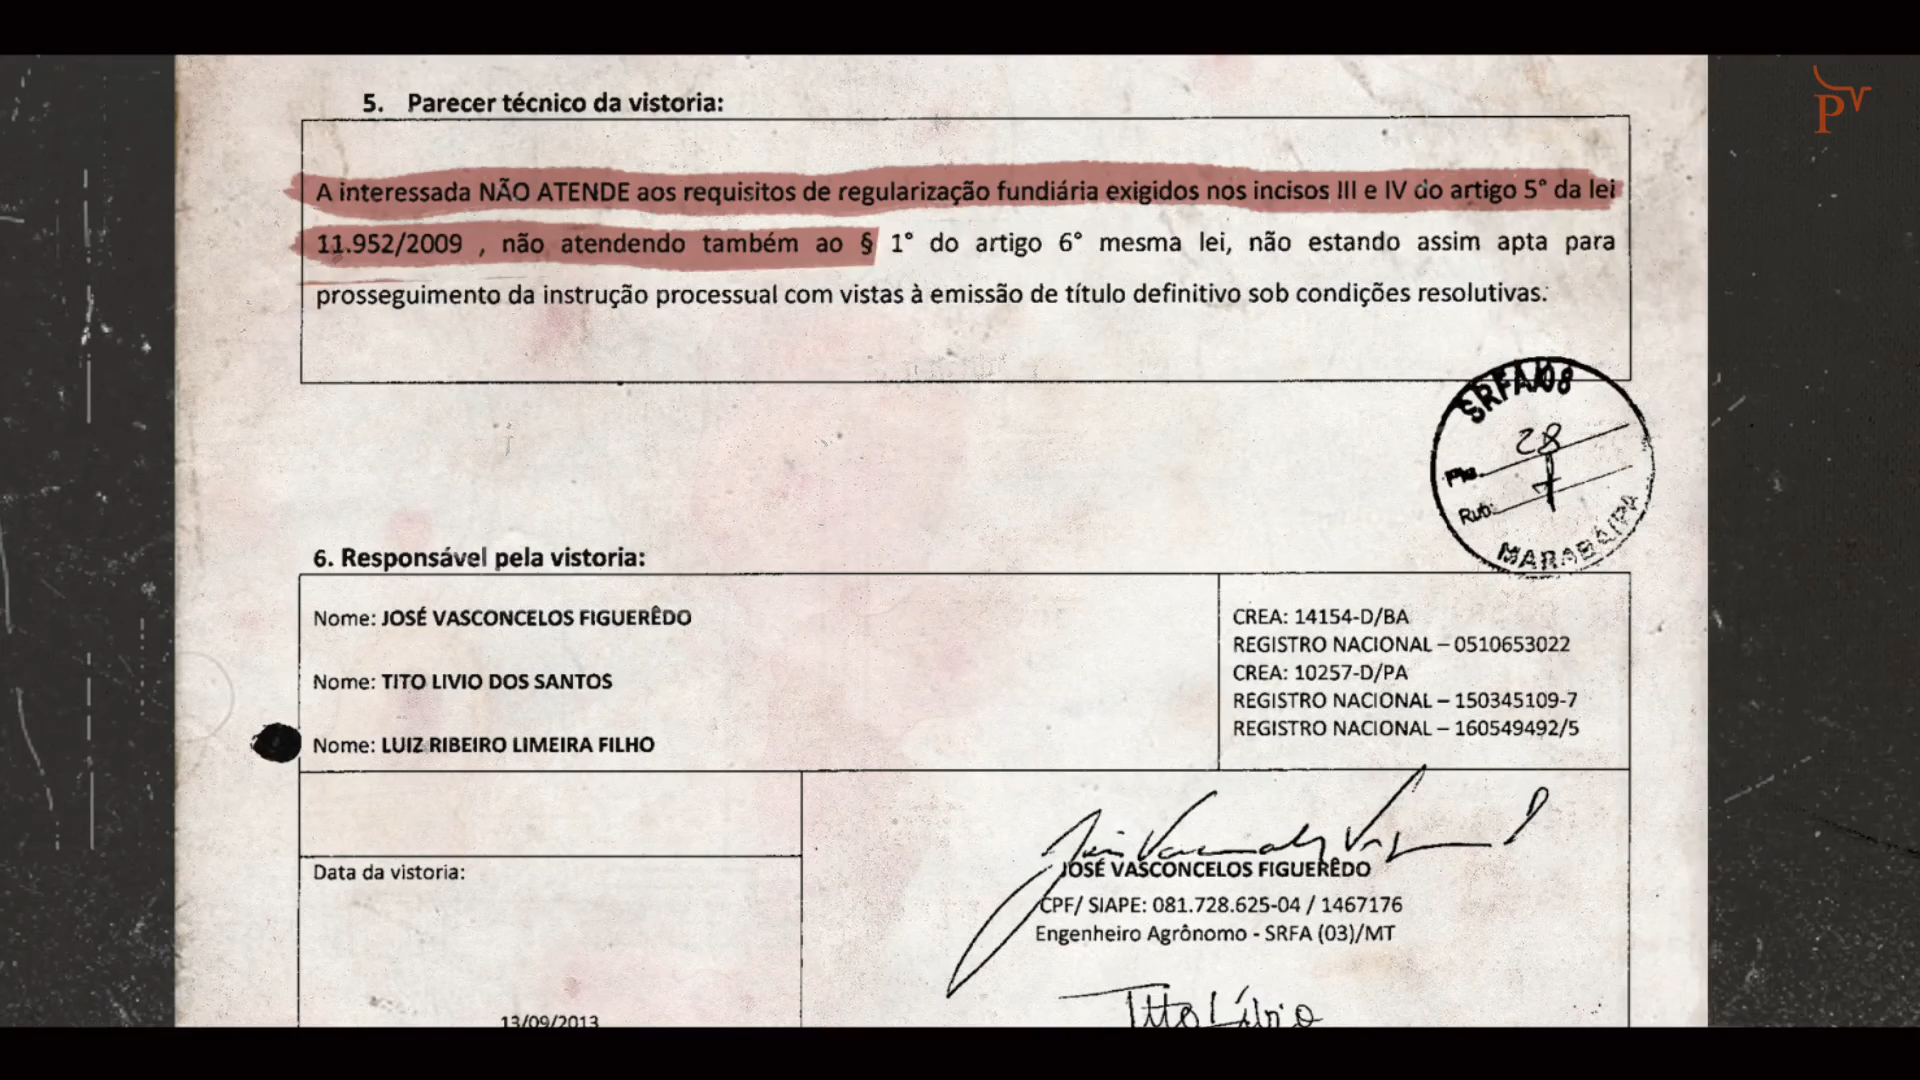 PV
5. Parecer técnico da vistoria:
A interessada NÃO ATENDE aos requisitos de regularização fundiária exigidos nos incisos III e IV do artigo 5° da lei
11.952/2009 , não atendendo também ao § 1° do artigo 6° mesma lei, não estando assim apta para
prosseguimento da instrução processual com vistas à emissão de título definitivo sob condições resolutivas.
SRFA/08
28
Rub:
MARABÁ/PA
6. Responsável pela vistoria:
Nome: JOSÉ VASCONCELOS FIGUERÊDO
Nome: TITO LIVIO DOS SANTOS
Nome: LUIZ RIBEIRO LIMEIRA FILHO
CREA: 14154-D/BA
REGISTRO NACIONAL – 0510653022
CREA: 10257-D/PA
REGISTRO NACIONAL – 150345109-7
REGISTRO NACIONAL – 160549492/5
Data da vistoria:
13/09/2013
JOSÉ VASCONCELOS FIGUERÊDO
CPF/ SIAPE: 081.728.625-04 / 1467176
Engenheiro Agrônomo - SRFA (03)/MT
Tito Lívio